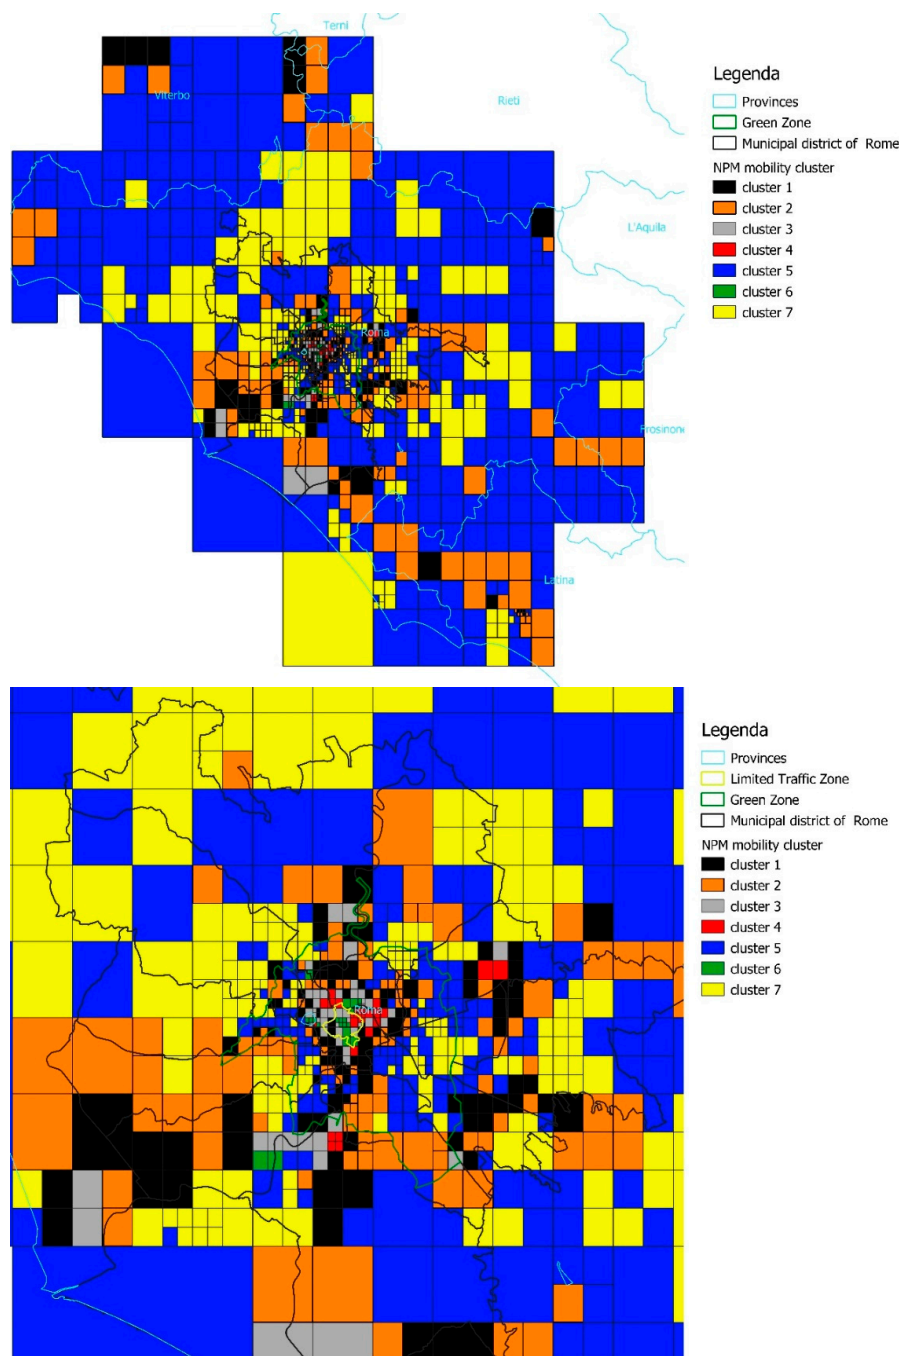 Terni
Viterbo
Rieti
L'Aquila
Roma
Frosinone
Latina
Legenda
Provinces
Green Zone
Municipal district of Rome
NPM mobility cluster
cluster 1
cluster 2
cluster 3
cluster 4
cluster 5
cluster 6
cluster 7
Roma
Legenda
Provinces
Limited Traffic Zone
Green Zone
Municipal district of Rome
NPM mobility cluster
cluster 1
cluster 2
cluster 3
cluster 4
cluster 5
cluster 6
cluster 7